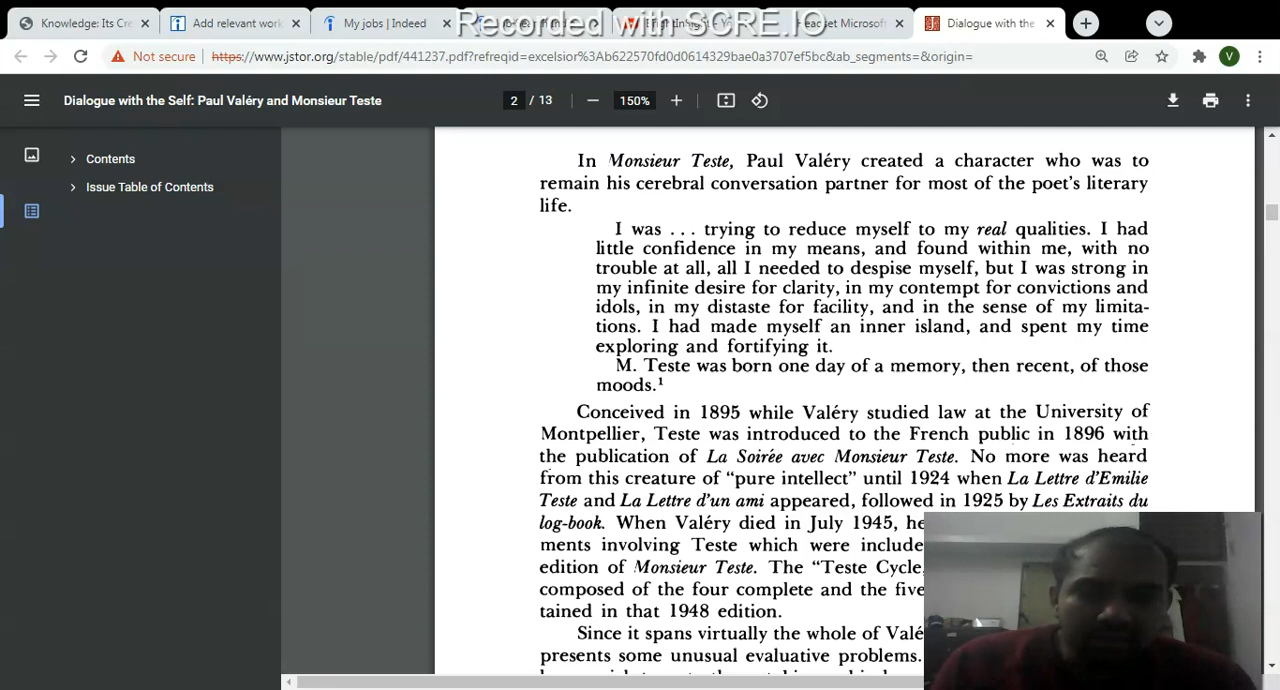 Knowledge: Its Cre
Add relevant work
My jobs | Indeed
Dialogue with the
Recorded with SCRE.IO
Not secure
https://www.jstor.org/stable/pdf/441237.pdf?refreqid=excelsior%3Ab622570fd0d0614329bae0a3707ef5bc&ab_segments=&origin=
V
Dialogue with the Self: Paul Valéry and Monsieur Teste
2 / 13
150%
Contents
Issue Table of Contents
In Monsieur Teste, Paul Valéry created a character who was to
remain his cerebral conversation partner for most of the poet's literary
life.
I was . . . trying to reduce myself to my real qualities. I had
little confidence in my means, and found within me, with no
trouble at all, all I needed to despise myself, but I was strong in
my infinite desire for clarity, in my contempt for convictions and
idols, in my distaste for facility, and in the sense of my limita-
tions. I had made myself an inner island, and spent my time
exploring and fortifying it.
M. Teste was born one day of a memory, then recent, of those
moods.¹
Conceived in 1895 while Valéry studied law at the University of
Montpellier, Teste was introduced to the French public in 1896 with
the publication of La Soirée avec Monsieur Teste. No more was heard
from this creature of "pure intellect" until 1924 when La Lettre d'Emilie
Teste and La Lettre d'un ami appeared, followed in 1925 by Les Extraits du
log-book. When Valéry died in July 1945, he
ments involving Teste which were include
edition of Monsieur Teste. The "Teste Cycle,
composed of the four complete and the five
tained in that 1948 edition.
Since it spans virtually the whole of Valé
presents some unusual evaluative problems.